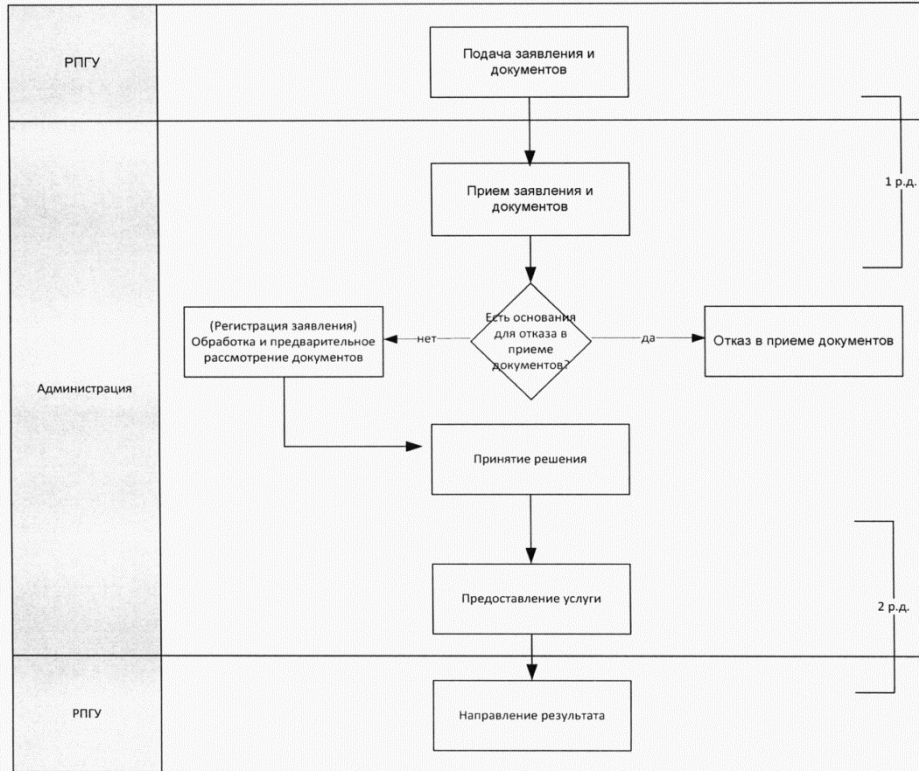 РПГУ
Подача заявления и
документов
1 р.д.
Прием заявления и
документов
Администрация
(Регистрация заявления)
Обработка и предварительное
рассмотрение документов
нет
Есть основания
для отказа в
приеме
документов?
да
Отказ в приеме документов
Принятие решения
Предоставление услуги
2 р.д.
РПГУ
Направление результата